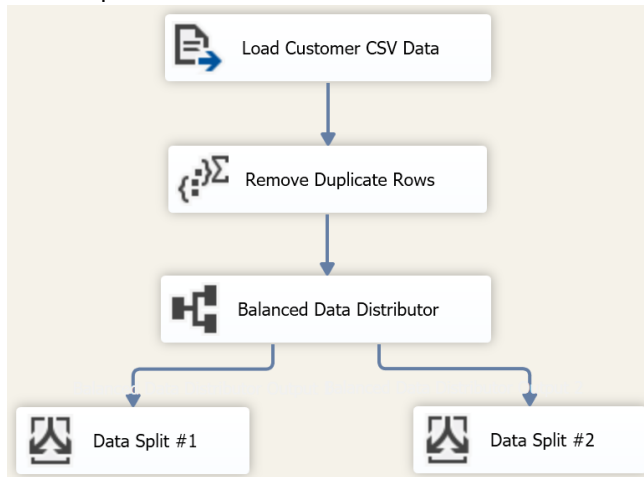 Load Customer CSV Data
Remove Duplicate Rows
Balanced Data Distributor
Data Split #1
Data Split #2